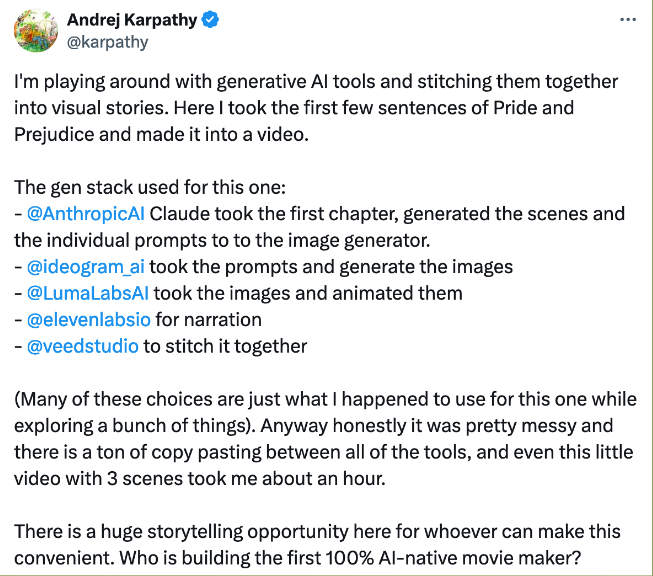 Andrej Karpathy
@karpathy
I'm playing around with generative AI tools and stitching them together
into visual stories. Here I took the first few sentences of Pride and
Prejudice and made it into a video.
The gen stack used for this one:
- @AnthropicAI Claude took the first chapter, generated the scenes and
the individual prompts to to the image generator.
- @ideogram_ai took the prompts and generate the images
- @LumaLabsAI took the images and animated them
- @elevenlabsio for narration
- @veedstudio to stitch it together
(Many of these choices are just what I happened to use for this one while
exploring a bunch of things). Anyway honestly it was pretty messy and
there is a ton of copy pasting between all of the tools, and even this little
video with 3 scenes took me about an hour.
There is a huge storytelling opportunity here for whoever can make this
convenient. Who is building the first 100% AI-native movie maker?